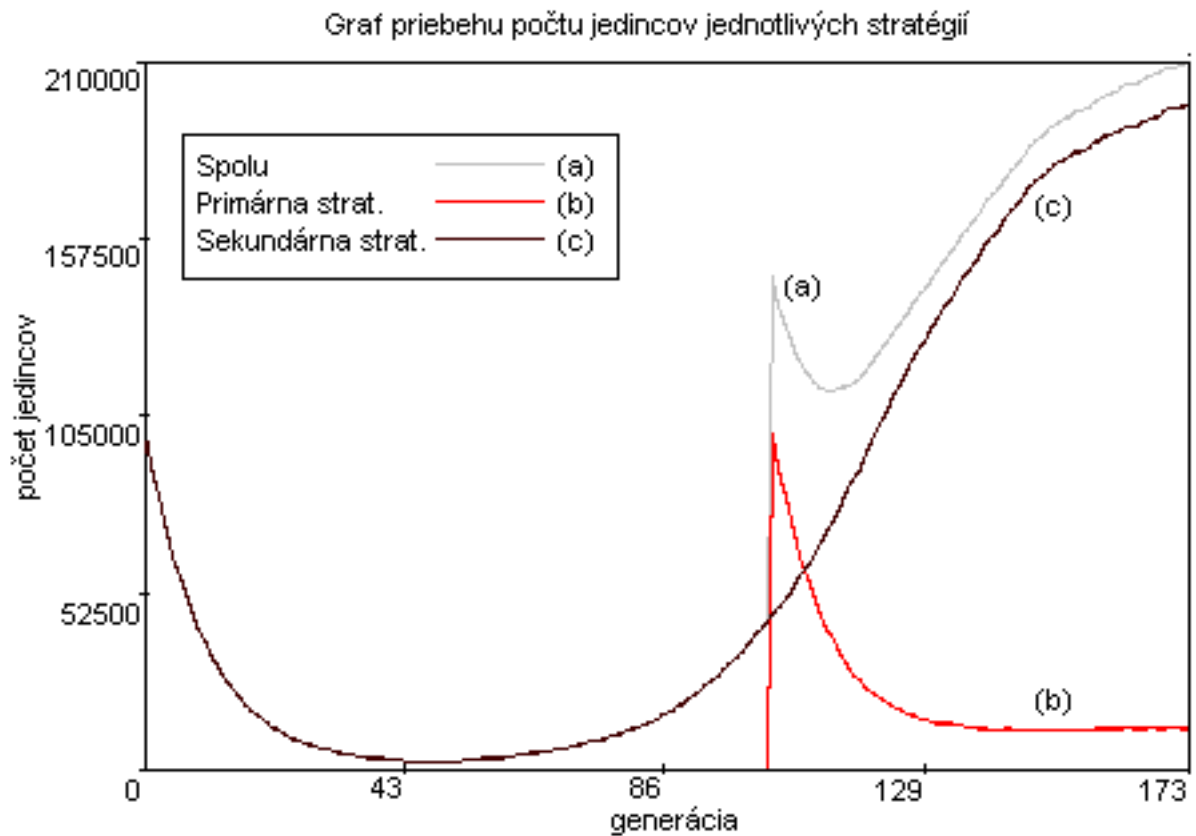 Graf priebehu počtu jedincov jednotlivých stratégií
210000
157500
105000
52500
0
43
86
129
173
počet jedincov
generácia
Spolu (a)
Primárna strat. (b)
Sekundárna strat. (c)
(a)
(c)
(b)